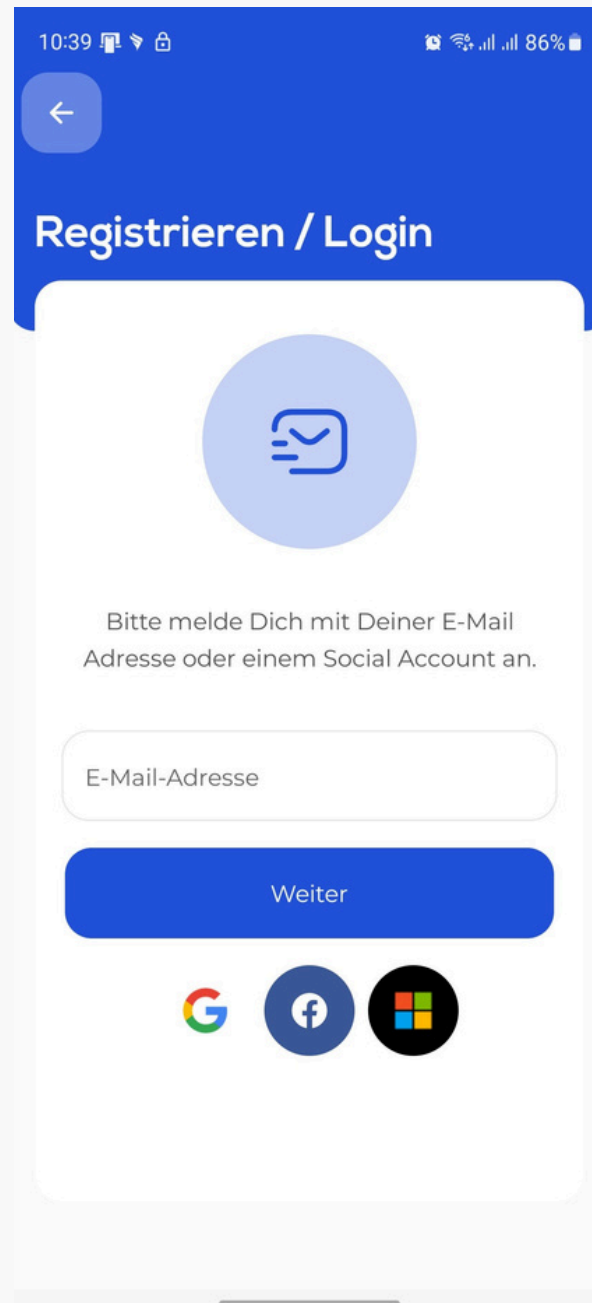 10:39
86%
Registrieren / Login
Bitte melde Dich mit Deiner E-Mail
Adresse oder einem Social Account an.
E-Mail-Adresse
Weiter